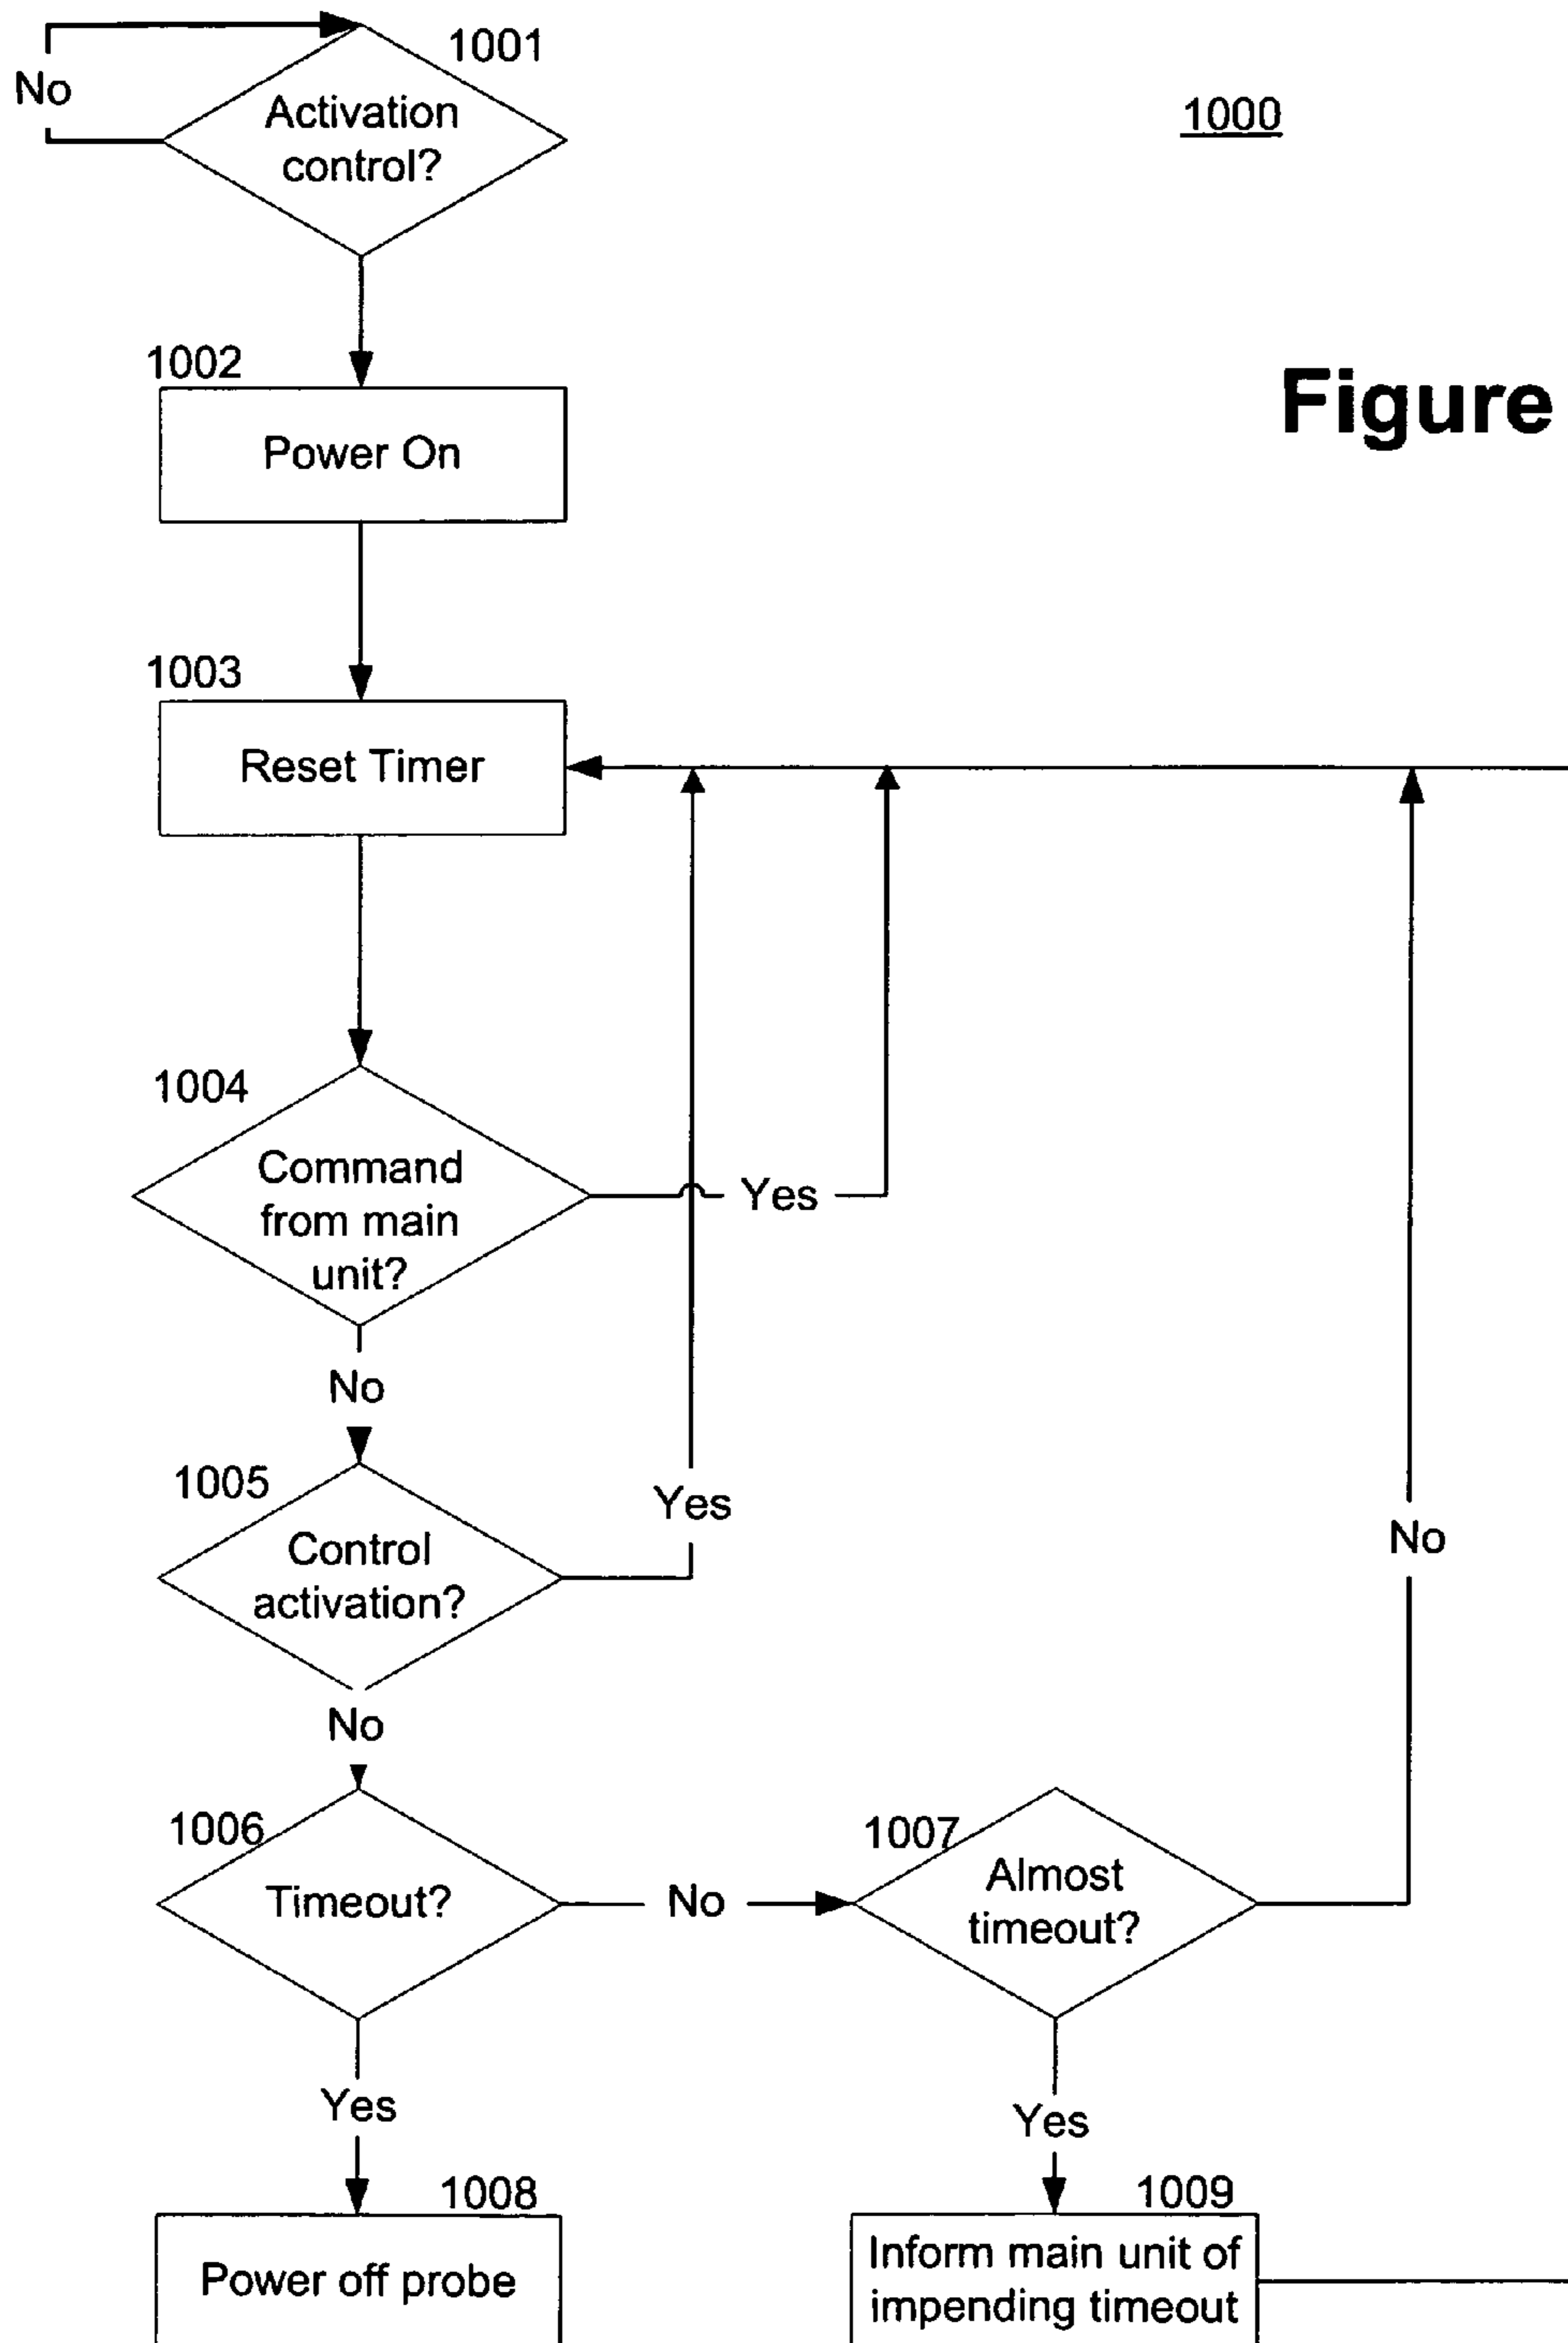 1001
No
Activation
control?
1000
1002
Power On
Figure
1003
Reset Timer
1004
Command
from main
unit?
Yes
No
1005
Control
activation?
Yes
No
No
1006
Timeout?
No
1007
Almost
timeout?
Yes
Yes
1008
Power off probe
1009
Inform main unit of
impending timeout